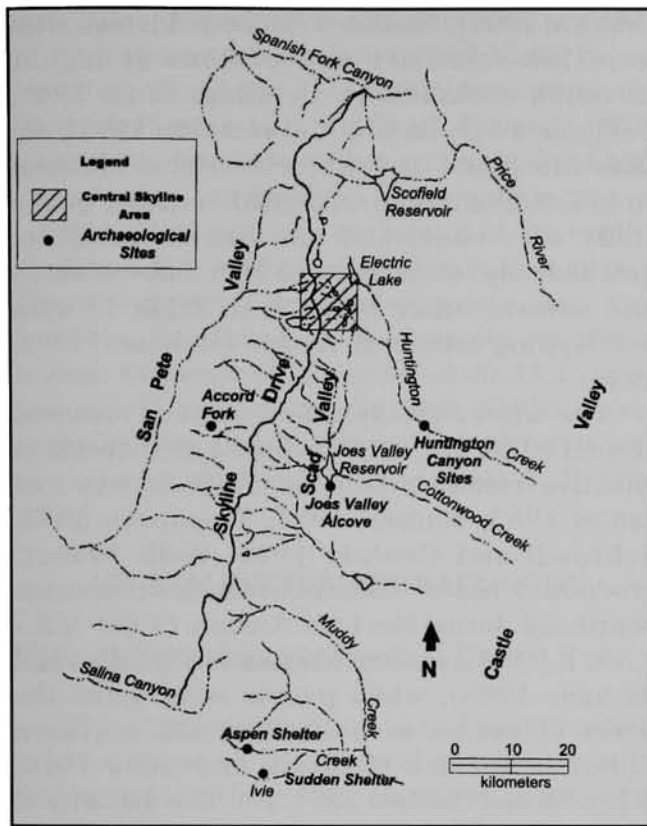 Spanish Fork Canyon
Legend
Central Skyline
Area
Archaeological
Sites
Scofield
Reservoir
Price
River
Electric
Lake
San Pete Valley
Skyline Drive
Accord
Fork
Scad Valley
Huntington
Creek
Huntington
Canyon
Sites
Joes Valley
Reservoir
Joes Valley
Alcove
Cottonwood Creek
Castle Valley
Muddy
Creek
N
Salina Canyon
Aspen Shelter
Creek
Sudden Shelter
Ivie
0 10 20
kilometers